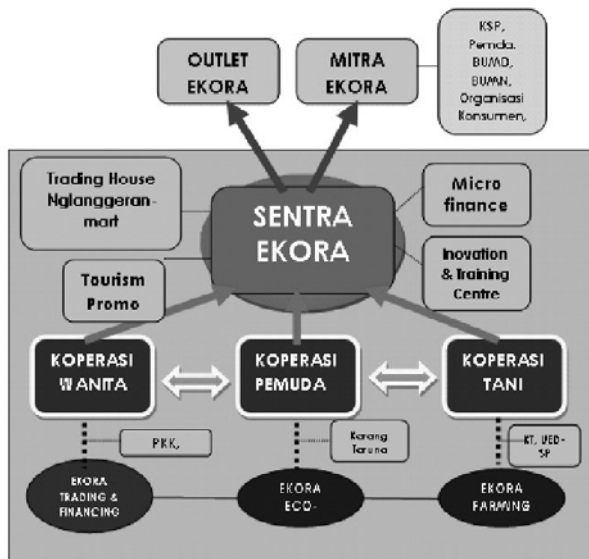 OUTLET
EKORA
MITRA
EKORA
KSP,
Pemda,
BUMD,
BUMN,
Organisasi
Konsumen,
Trading House
Nglanggeran-
mart
SENTRA
EKORA
Micro
finance
Tourism
Promo
Inovation
& Training
Centre
KOPERASI
WANITA
KOPERASI
PEMUDA
KOPERASI
TANI
PKK,
Karang
Taruna
KT, UED-
SP
EKORA
TRADING &
FINANCING
EKORA
ECO-
EKORA
FARMING